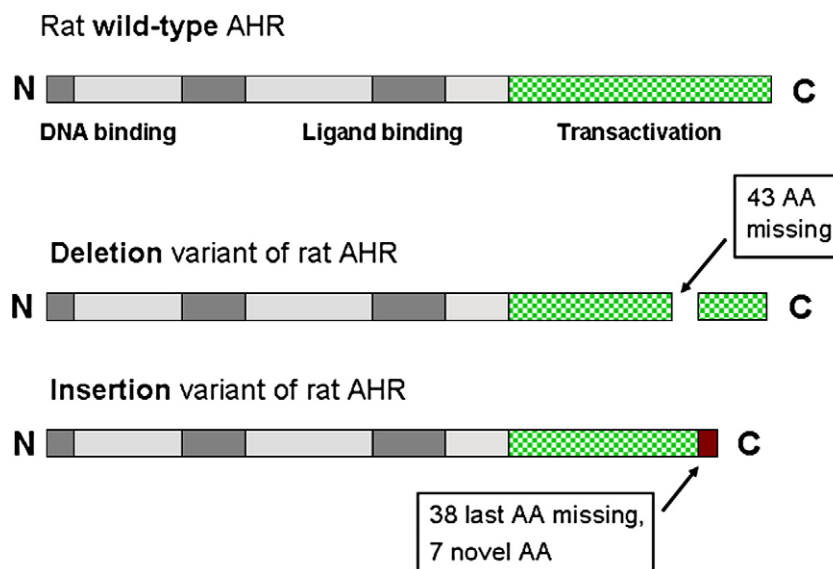 Rat wild-type AHR
N C
DNA binding Ligand binding Transactivation
43 AA
missing
Deletion variant of rat AHR
N C
Insertion variant of rat AHR
N C
38 last AA missing,
7 novel AA